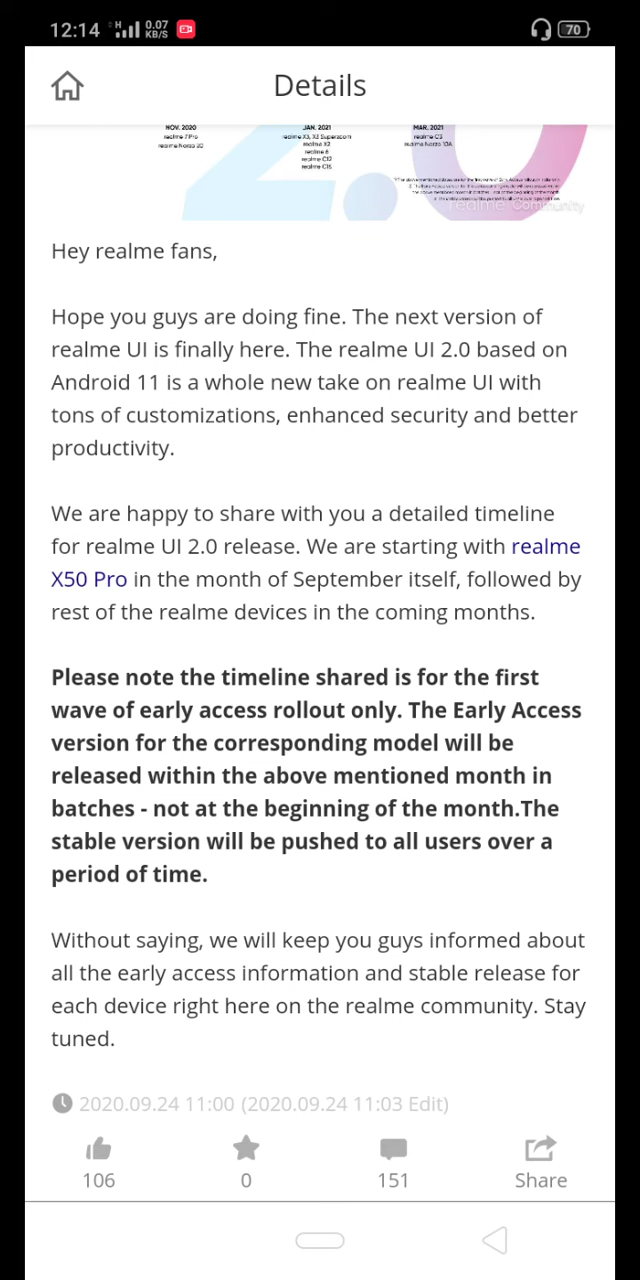 12:14 H 0.07 KB/S 70
Details
NOV. 2020
realme 7 Pro
realme Narzo 20
JAN. 2021
realme X3, X3 Superzoom
realme X2
realme 6
realme C12
realme C15
MAR. 2021
realme C3
realme Narzo 10A
2.0
realme Community
Hey realme fans,
Hope you guys are doing fine. The next version of
realme UI is finally here. The realme UI 2.0 based on
Android 11 is a whole new take on realme UI with
tons of customizations, enhanced security and better
productivity.
We are happy to share with you a detailed timeline
for realme UI 2.0 release. We are starting with realme
X50 Pro in the month of September itself, followed by
rest of the realme devices in the coming months.
Please note the timeline shared is for the first
wave of early access rollout only. The Early Access
version for the corresponding model will be
released within the above mentioned month in
batches - not at the beginning of the month.The
stable version will be pushed to all users over a
period of time.
Without saying, we will keep you guys informed about
all the early access information and stable release for
each device right here on the realme community. Stay
tuned.
2020.09.24 11:00 (2020.09.24 11:03 Edit)
106 0 151 Share